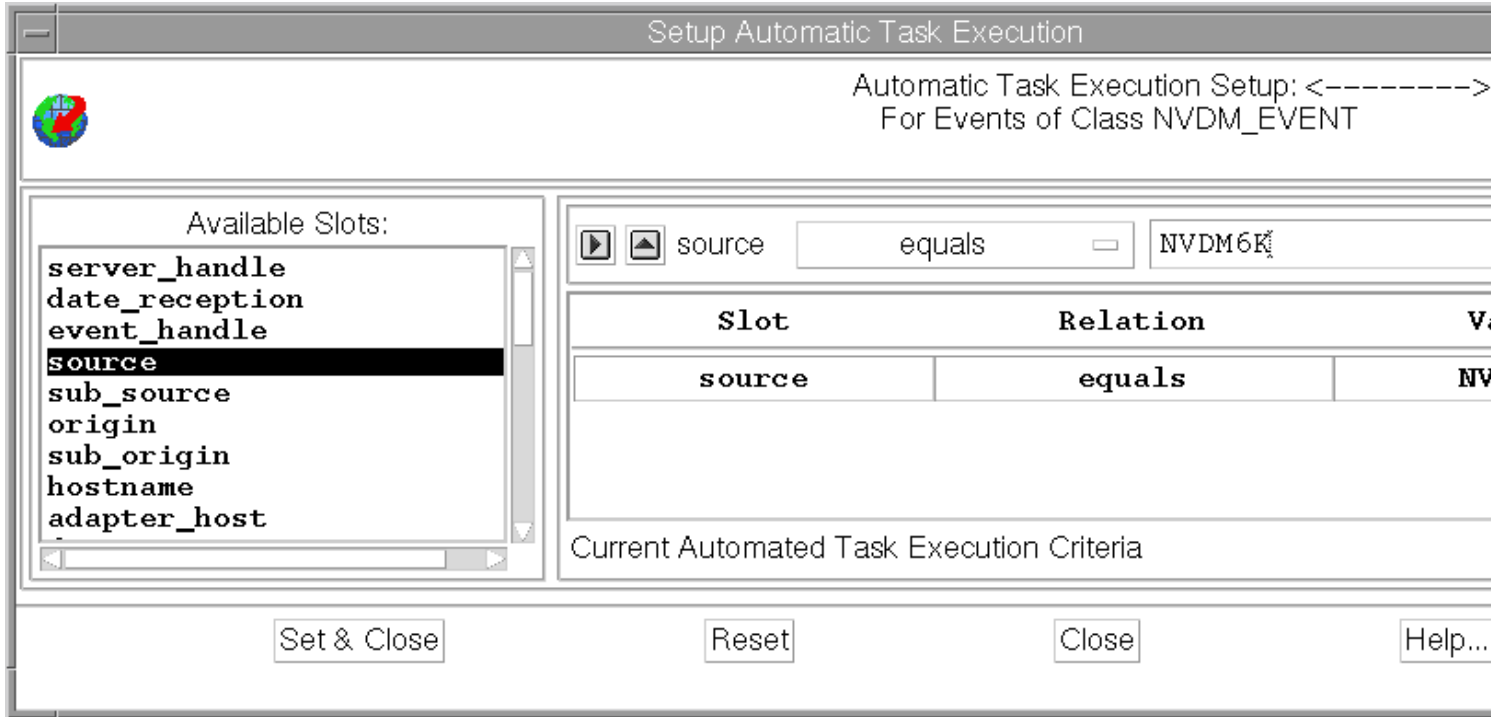 Setup Automatic Task Execution
Automatic Task Execution Setup: <-------->
For Events of Class NVDM_EVENT
Available Slots:
server_handle
date_reception
event_handle
source
sub_source
origin
sub_origin
hostname
adapter_host
source equals NVDM6K
Slot Relation Va
source equals NV
Current Automated Task Execution Criteria
Set & Close Reset Close Help...